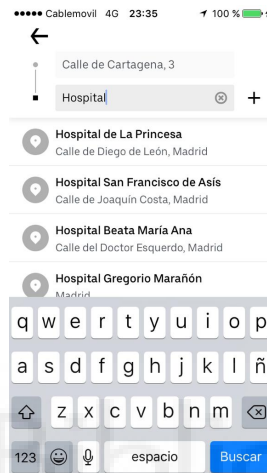 Cablemovil 4G 23:35 100 %
Calle de Cartagena, 3
Hospital
Hospital de La Princesa
Calle de Diego de León, Madrid
Hospital San Francisco de Asís
Calle de Joaquín Costa, Madrid
Hospital Beata María Ana
Calle del Doctor Esquerdo, Madrid
Hospital Gregorio Marañón
Madrid
q w e r t y u i o p
a s d f g h j k l ñ
z x c v b n m
123 espacio Buscar